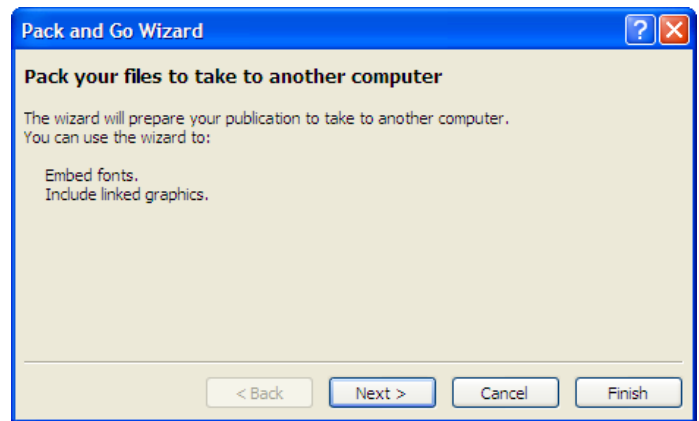 Pack and Go Wizard
?
Pack your files to take to another computer
The wizard will prepare your publication to take to another computer.
You can use the wizard to:
Embed fonts.
Include linked graphics.
< Back Next > Cancel Finish